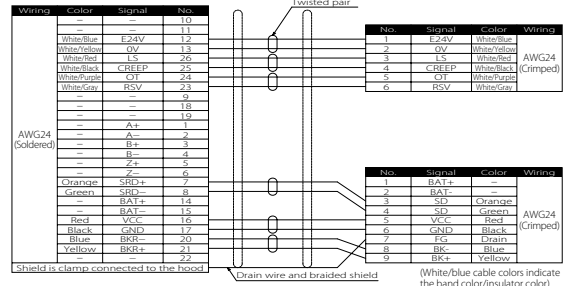 Twisted pair
Wiring Color Signal No.
– – 10
– – 11
White/Blue E24V 12
White/Yellow 0V 13
White/Red LS 26
White/Black CREEP 25
White/Purple OT 24
White/Gray RSV 23
– – 9
– – 18
– – 19
– A+ 1
AWG24 (Soldered)
– A− 2
– B+ 3
– B− 4
– Z+ 5
– Z− 6
Orange SRD+ 7
Green SRD− 8
– BAT+ 14
– BAT− 15
Red VCC 16
Black GND 17
Blue BKR− 20
Yellow BKR+ 21
– – 22
Shield is clamp connected to the hood
No. Signal Color Wiring
1 E24V White/Blue
2 0V White/Yellow
3 LS White/Red
AWG24 (Crimped)
4 CREEP White/Black
5 OT White/Purple
6 RSV White/Gray
No. Signal Color Wiring
1 BAT+ –
2 BAT- –
3 SD Orange
4 SD Green
5 VCC Red
AWG24 (Crimped)
6 GND Black
7 FG Drain
8 BK- Blue
9 BK+ Yellow
Drain wire and braided shield
(White/blue cable colors indicate
the band color/insulator color)